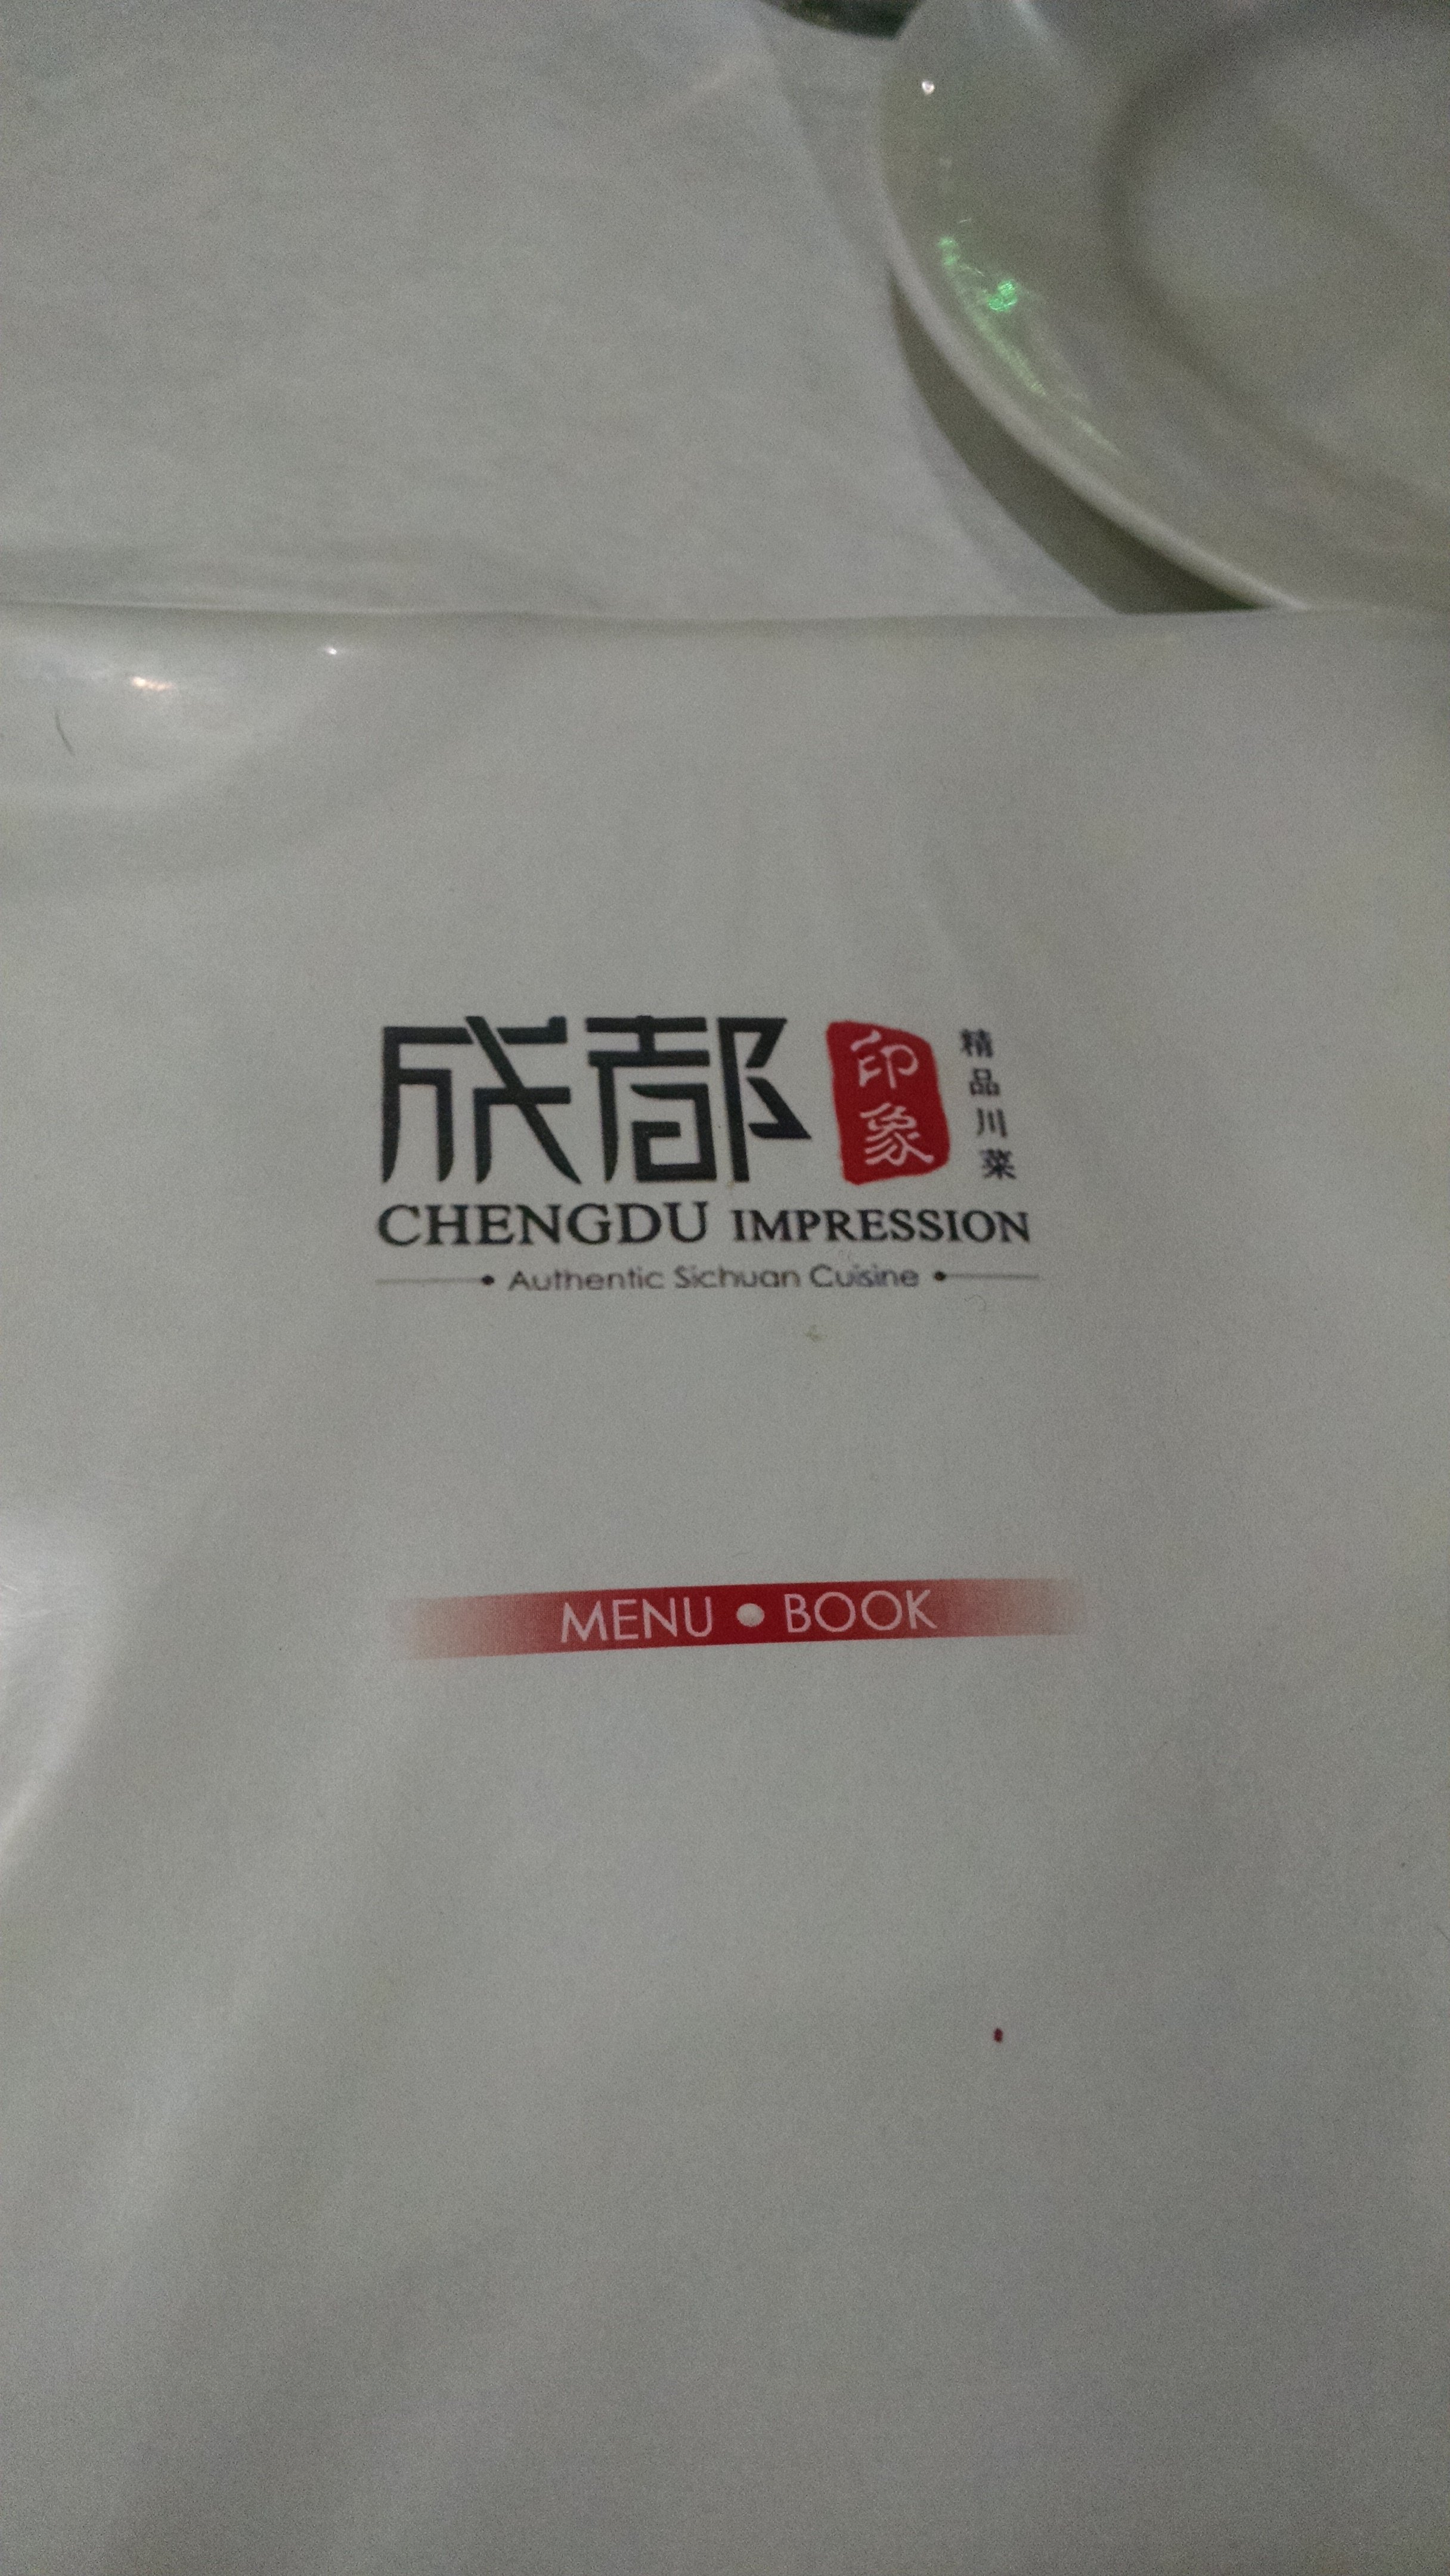 成都 印象 精品川菜
CHENGDU IMPRESSION
Authentic Sichuan Cuisine
MENU • BOOK